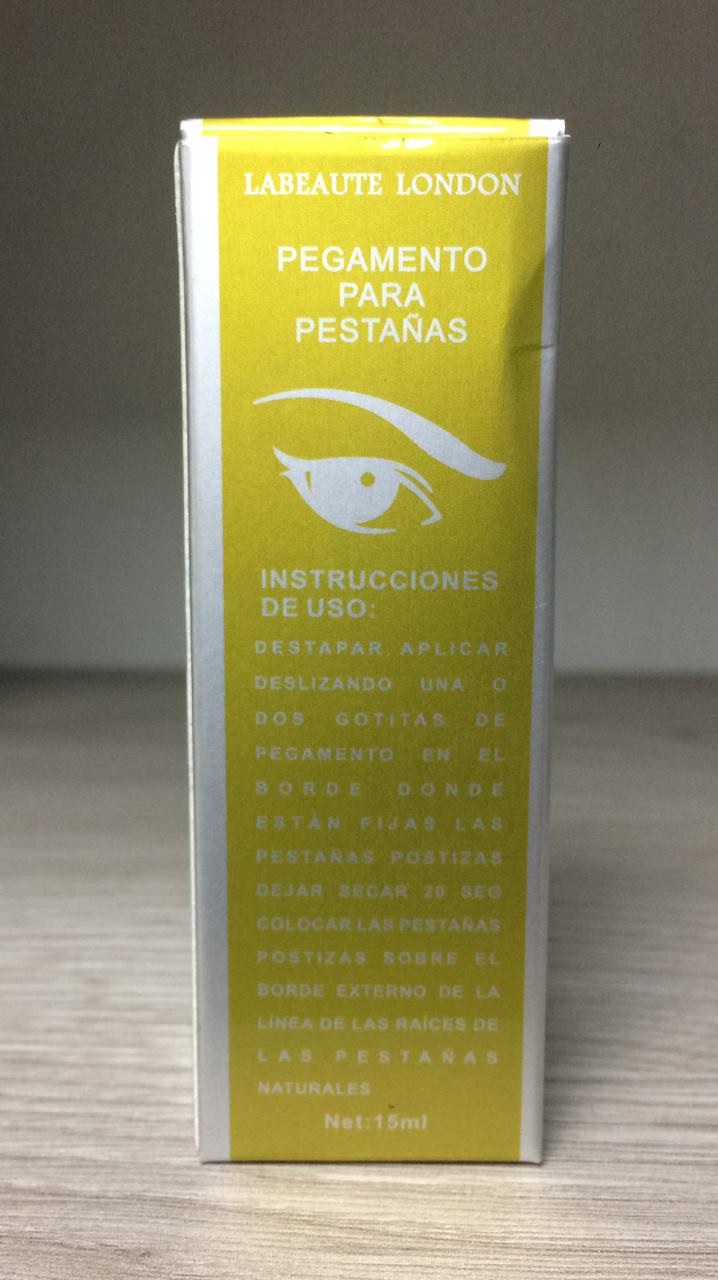 LABEAUTE LONDON
PEGAMENTO
PARA
PESTAÑAS
INSTRUCCIONES
DE USO:
DESTAPAR, APLICAR
DESLIZANDO UNA O
DOS GOTITAS DE
PEGAMENTO EN EL
BORDE DONDE
ESTÁN FIJAS LAS
PESTAÑAS POSTIZAS
DEJAR SECAR 20 SEG
COLOCAR LAS PESTAÑAS
POSTIZAS SOBRE EL
BORDE EXTERNO DE LA
LÍNEA DE LAS RAÍCES DE
LAS PESTAÑAS
NATURALES
Net:15ml